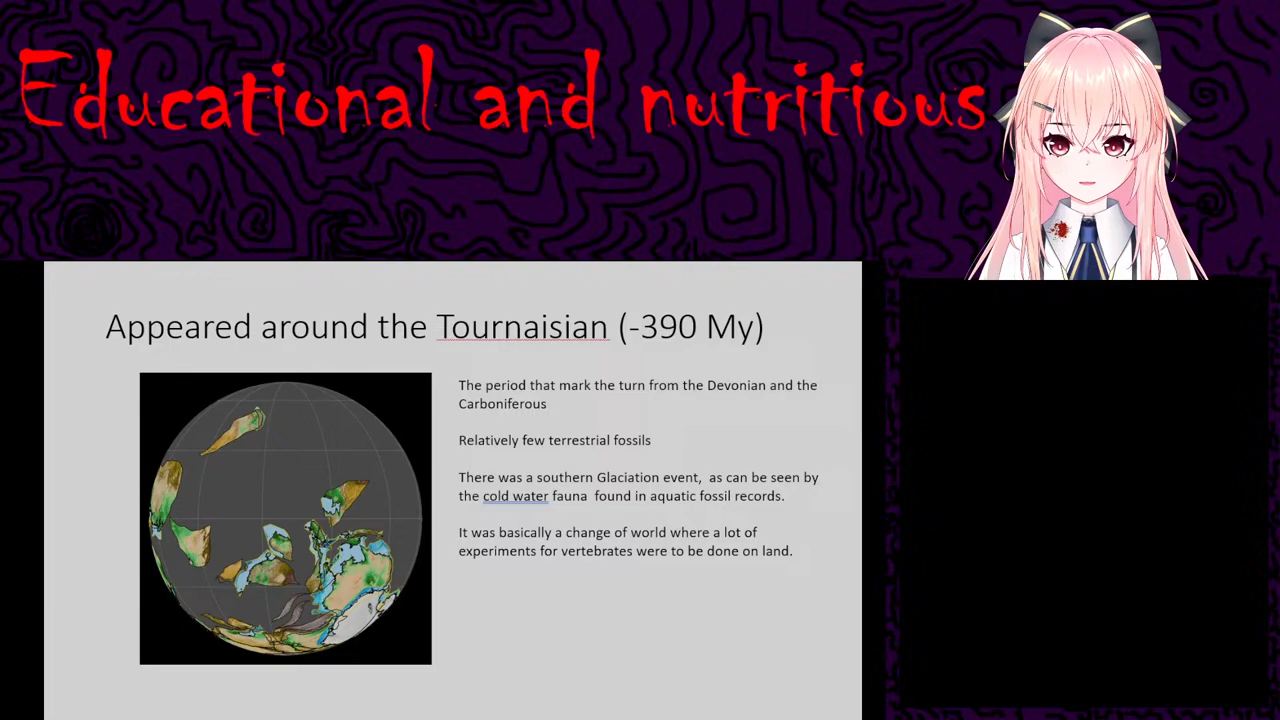 Educational and nutritious
Appeared around the Tournaisian (-390 My)
The period that mark the turn from the Devonian and the
Carboniferous
Relatively few terrestrial fossils
There was a southern Glaciation event,  as can be seen by
the cold water fauna  found in aquatic fossil records.
It was basically a change of world where a lot of
experiments for vertebrates were to be done on land.